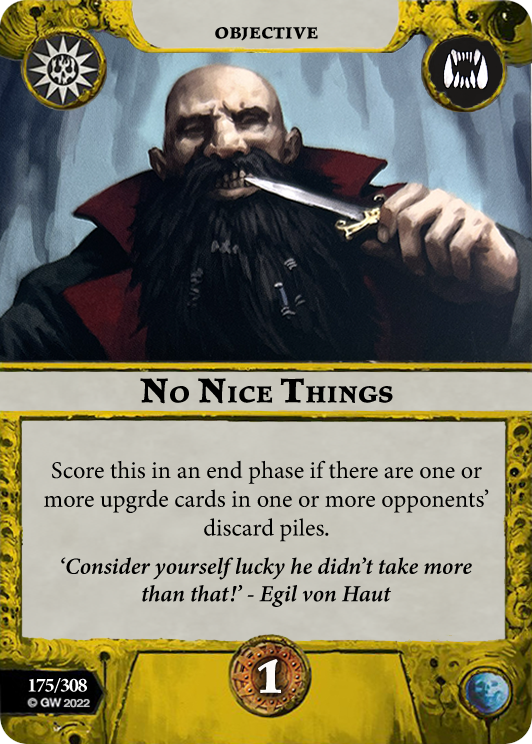 OBJECTIVE
No Nice Things
Score this in an end phase if there are one or
more upgrde cards in one or more opponents’
discard piles.
‘Consider yourself lucky he didn’t take more
than that!’ - Egil von Haut
1
175/308
© GW 2022